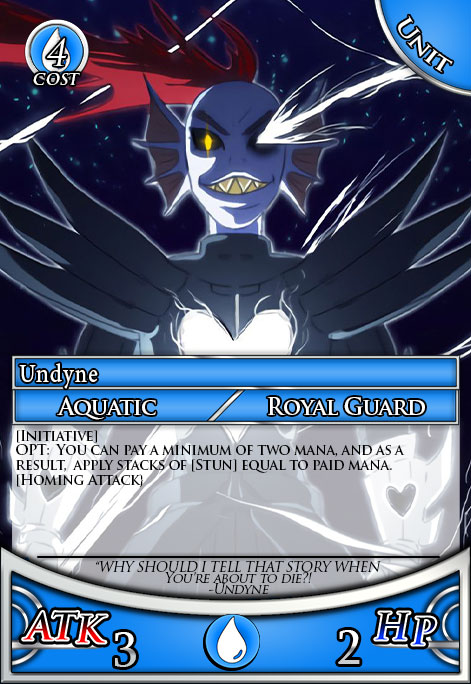 4
COST
UNIT
Undyne
AQUATIC / ROYAL GUARD
[INITIATIVE]
OPT: YOU CAN PAY A MINIMUM OF TWO MANA, AND AS A
RESULT, APPLY STACKS OF [STUN] EQUAL TO PAID MANA.
{HOMING ATTACK}
"WHY SHOULD I TELL THAT STORY WHEN
YOU'RE ABOUT TO DIE?!
-UNDYNE
ATK 3 2 HP